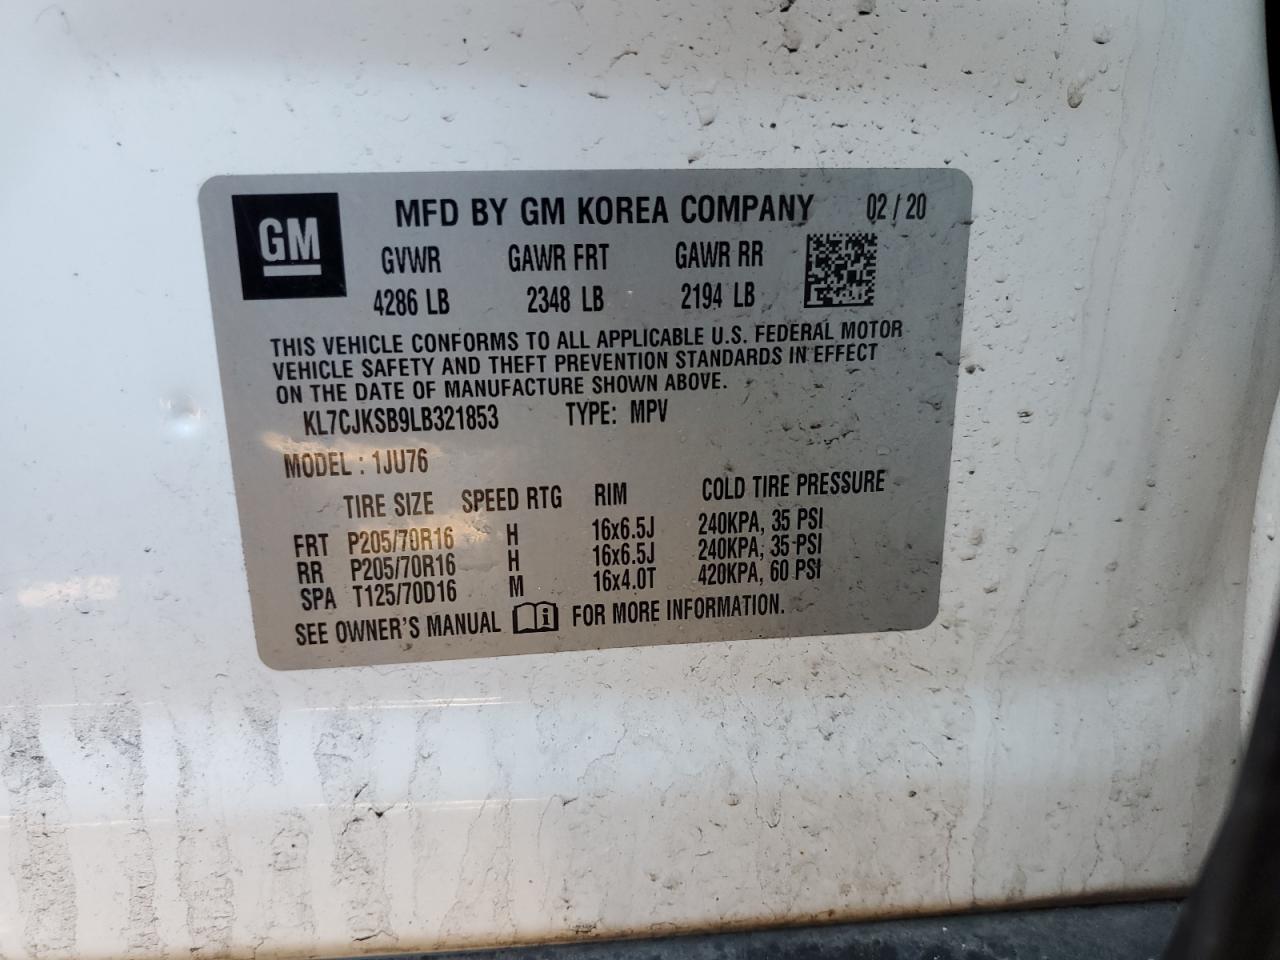 GM
MFD BY GM KOREA COMPANY 02 / 20
GVWR GAWR FRT GAWR RR
4286 LB 2348 LB 2194 LB
THIS VEHICLE CONFORMS TO ALL APPLICABLE U.S. FEDERAL MOTOR
VEHICLE SAFETY AND THEFT PREVENTION STANDARDS IN EFFECT
ON THE DATE OF MANUFACTURE SHOWN ABOVE.
KL7CJKSB9LB321853 TYPE: MPV
MODEL : 1JU76
TIRE SIZE SPEED RTG RIM COLD TIRE PRESSURE
FRT P205/70R16 H 16x6.5J 240KPA, 35 PSI
RR P205/70R16 H 16x6.5J 240KPA, 35 PSI
SPA T125/70D16 M 16x4.0T 420KPA, 60 PSI
SEE OWNER'S MANUAL i FOR MORE INFORMATION.